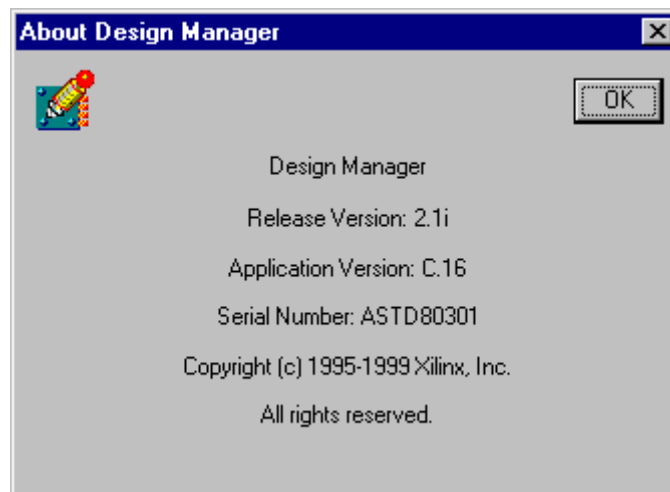 About Design Manager
OK
Design Manager
Release Version: 2.1i
Application Version: C.16
Serial Number: ASTD80301
Copyright (c) 1995-1999 Xilinx, Inc.
All rights reserved.